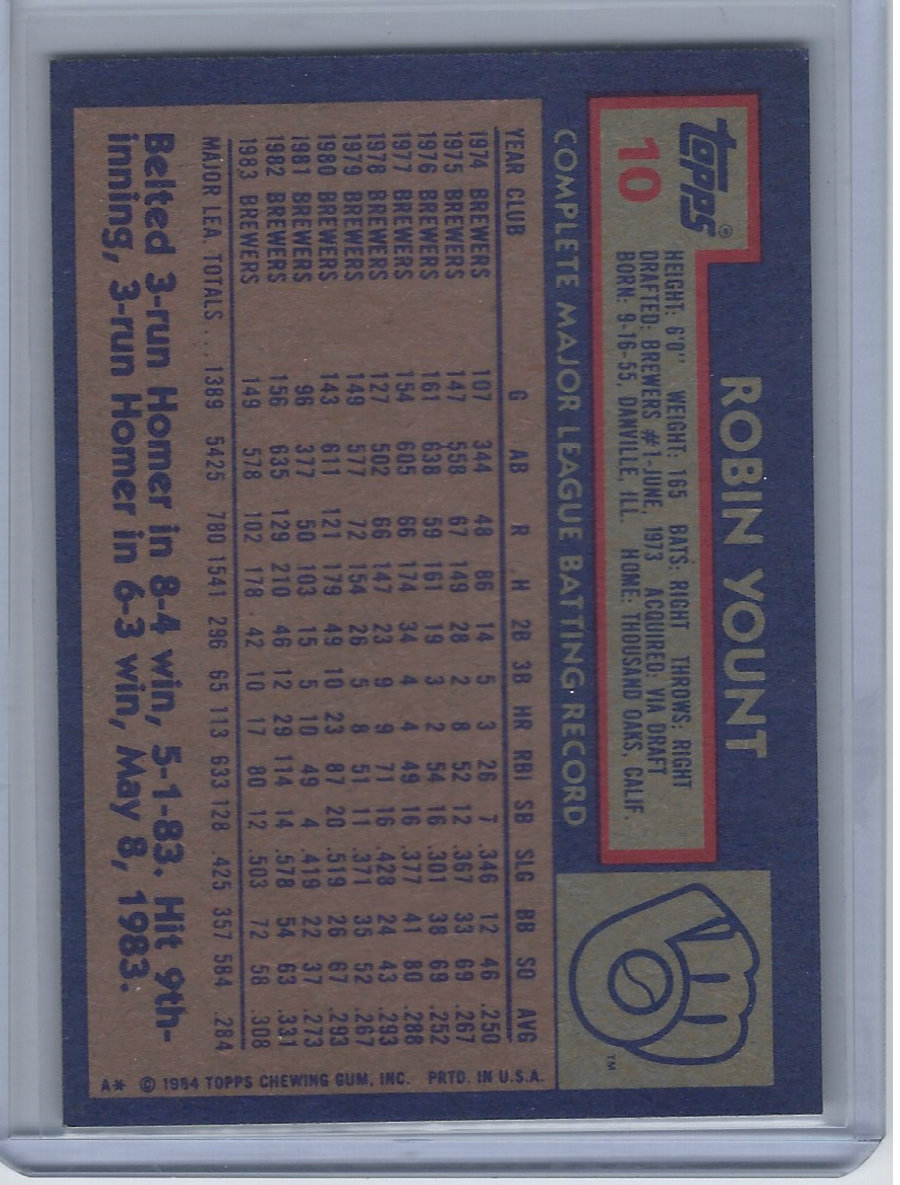 topps®
10
ROBIN YOUNT
HEIGHT: 6'0" WEIGHT: 165 BATS: RIGHT THROWS: RIGHT
DRAFTED: BREWERS #1-JUNE, 1973 ACQUIRED: VIA DRAFT
BORN: 9-16-55, DANVILLE, ILL. HOME: THOUSAND OAKS, CALIF.
TM
COMPLETE MAJOR LEAGUE BATTING RECORD
YEAR CLUB G AB R H 2B 3B HR RBI SB SLG BB SO AVG
1974 BREWERS 107 344 48 86 14 5 3 26 7 .346 12 46 .250
1975 BREWERS 147 558 67 149 28 2 8 52 12 .367 33 69 .267
1976 BREWERS 161 638 59 161 19 3 2 54 16 .301 38 69 .252
1977 BREWERS 154 605 66 174 34 4 4 49 16 .377 41 80 .288
1978 BREWERS 127 502 66 147 23 9 9 71 16 .428 24 43 .293
1979 BREWERS 149 577 72 154 26 5 8 51 11 .371 35 52 .267
1980 BREWERS 143 611 121 179 49 10 23 87 20 .519 26 67 .293
1981 BREWERS 96 377 50 103 15 5 10 49 4 .419 22 37 .273
1982 BREWERS 156 635 129 210 46 12 29 114 14 .578 54 63 .331
1983 BREWERS 149 578 102 178 42 10 17 80 12 .503 72 58 .308
MAJOR LEA. TOTALS ... 1389 5425 780 1541 296 65 113 633 128 .425 357 584 .284
Belted 3-run Homer in 8-4 win, 5-1-83. Hit 9th-
inning, 3-run Homer in 6-3 win, May 8, 1983.
A* © 1984 TOPPS CHEWING GUM, INC. PRTD. IN U.S.A.